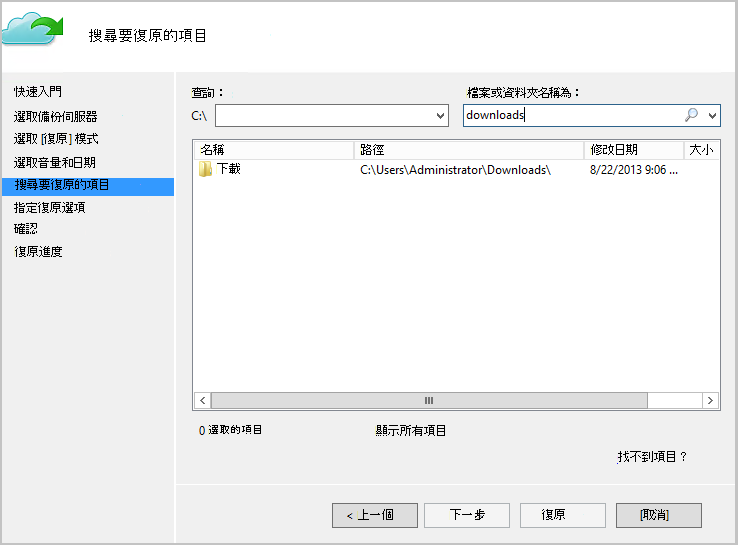 搜尋要復原的項目
快速入門
選取備份伺服器
選取 [復原] 模式
選取音量和日期
搜尋要復原的項目
指定復原選項
確認
復原進度
查詢：
檔案或資料夾名稱為：
C:\
downloads
名稱 路徑 修改日期 大小
下載 C:\Users\Administrator\Downloads\ 8/22/2013 9:06 ...
0 選取的項目 顯示所有項目
找不到項目？
< 上一個 下一步 復原 [取消]